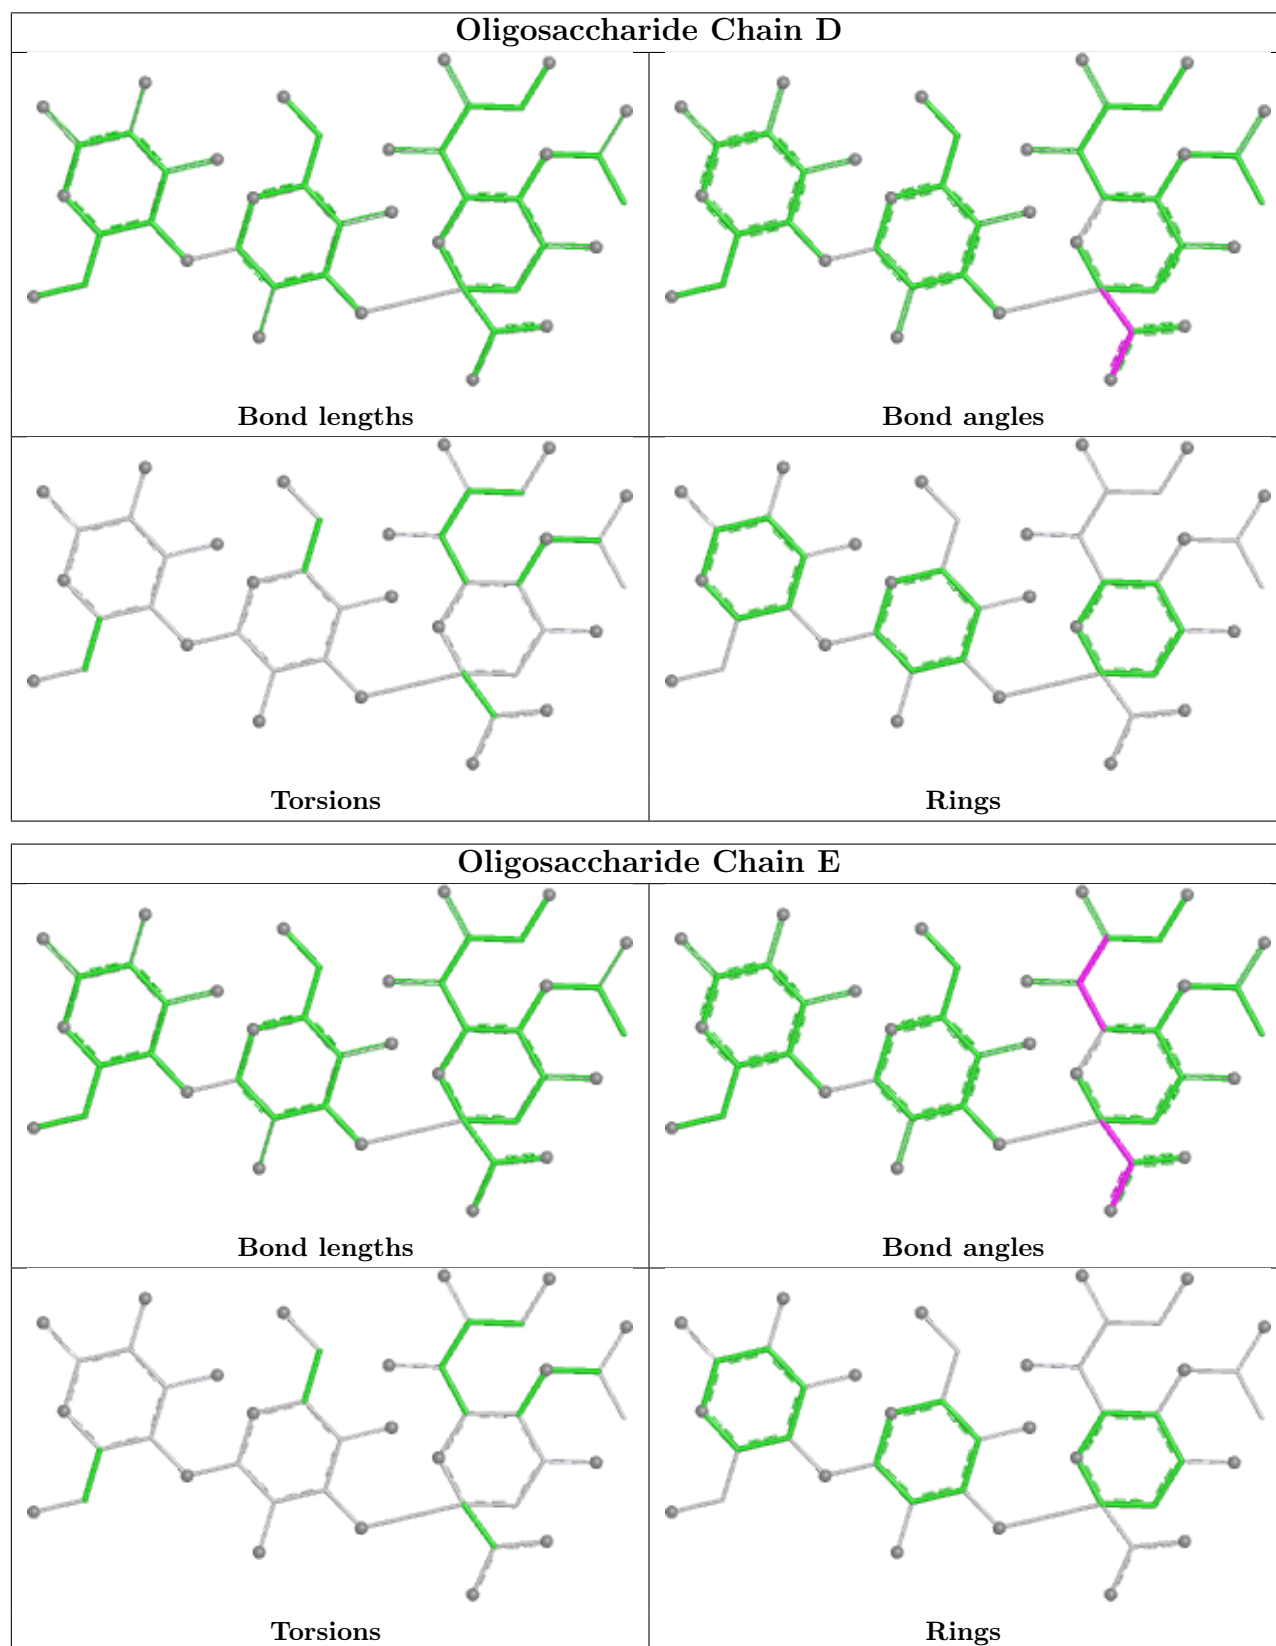 Oligosaccharide Chain D
Bond lengths
Bond angles
Torsions
Rings
Oligosaccharide Chain E
Bond lengths
Bond angles
Torsions
Rings